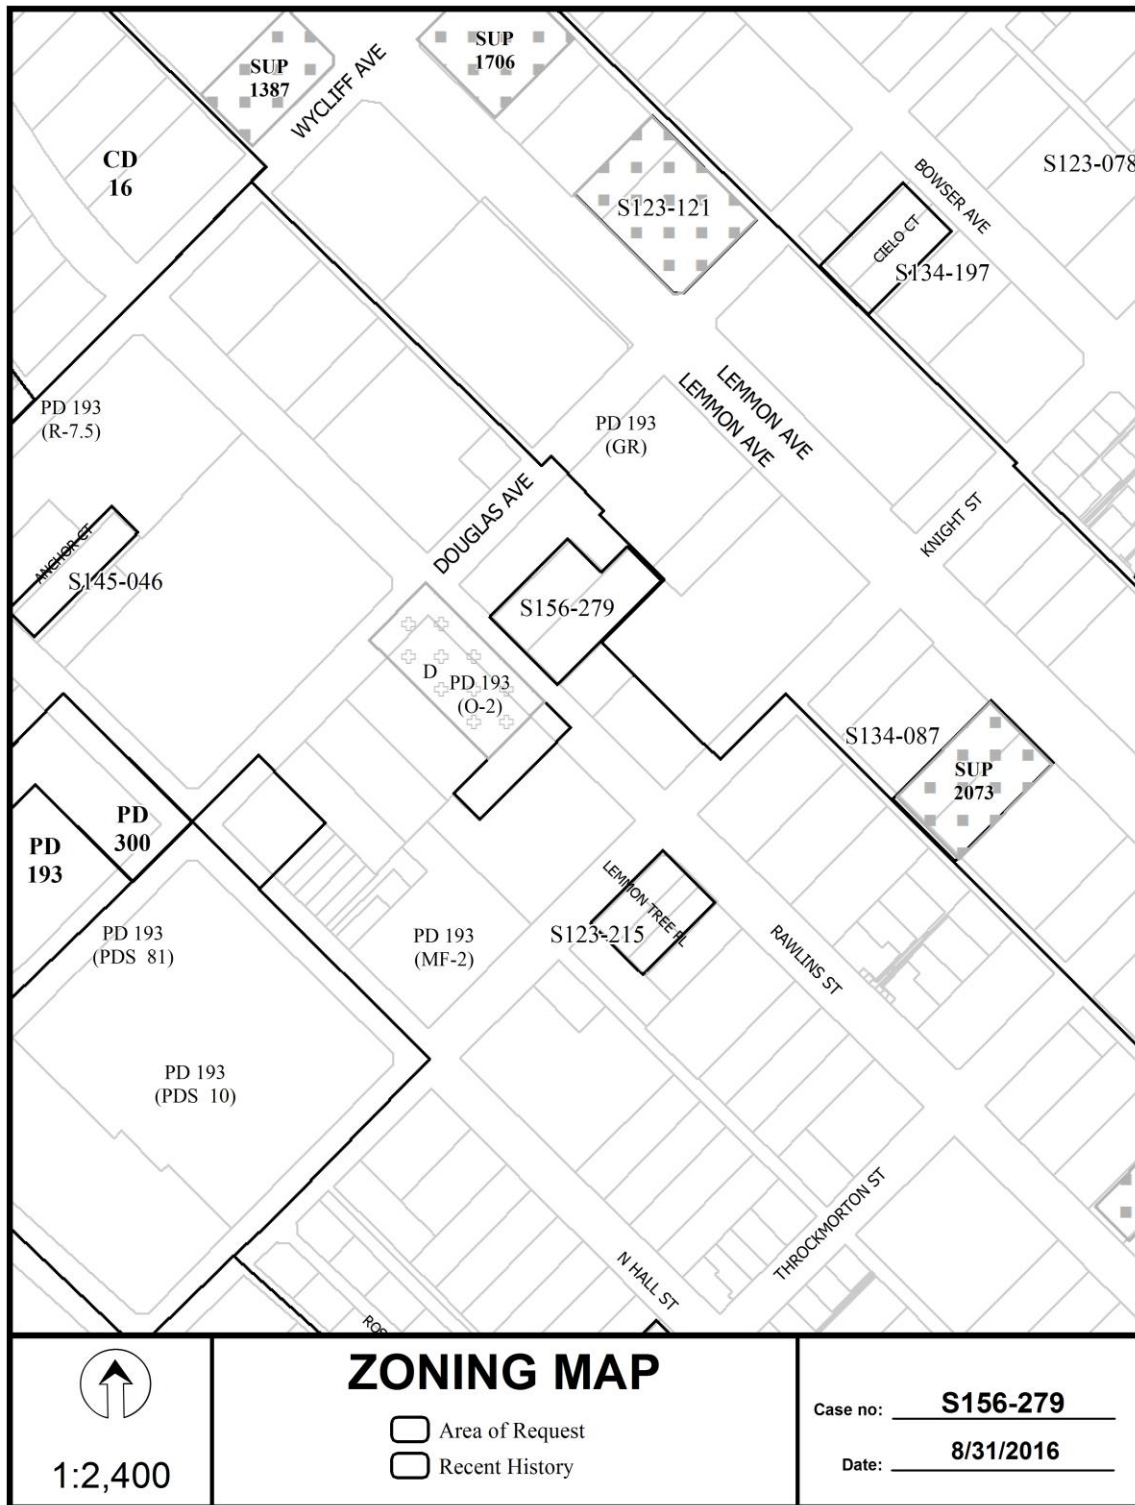 SUP
1387
WYCLIFF AVE
SUP
1706
CD
16
S123-121
BOWSER AVE
S123-078
CIELO CT
S134-197
LEMMON AVE
LEMMON AVE
PD 193
(R-7.5)
PD 193
(GR)
DOUGLAS AVE
KNIGHT ST
ANCHOR CT
S145-046
S156-279
D
PD 193
(O-2)
S134-087
SUP
2073
PD
300
PD
193
LEMMON TREE PL
S123-215
PD 193
(PDS 81)
PD 193
(MF-2)
RAWLINS ST
PD 193
(PDS 10)
THROCKMORTON ST
N HALL ST
ROS
1:2,400
ZONING MAP
Area of Request
Recent History
Case no: S156-279
Date: 8/31/2016